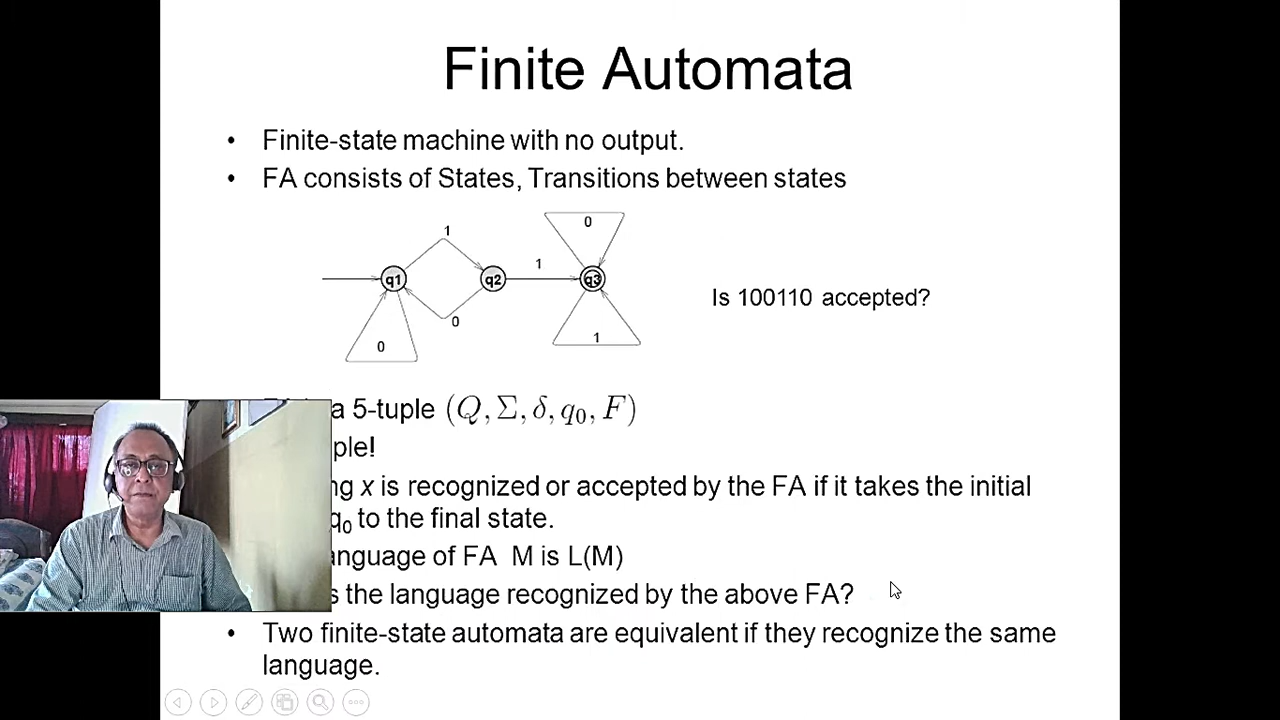 Finite Automata
• Finite-state machine with no output.
• FA consists of States, Transitions between states
0
1
1
q1
q2
q3
Is 100110 accepted?
0
1
0
a 5-tuple (Q, Σ, δ, q₀, F)
ple!
ng x is recognized or accepted by the FA if it takes the initial
q₀ to the final state.
anguage of FA M is L(M)
s the language recognized by the above FA?
• Two finite-state automata are equivalent if they recognize the same
language.